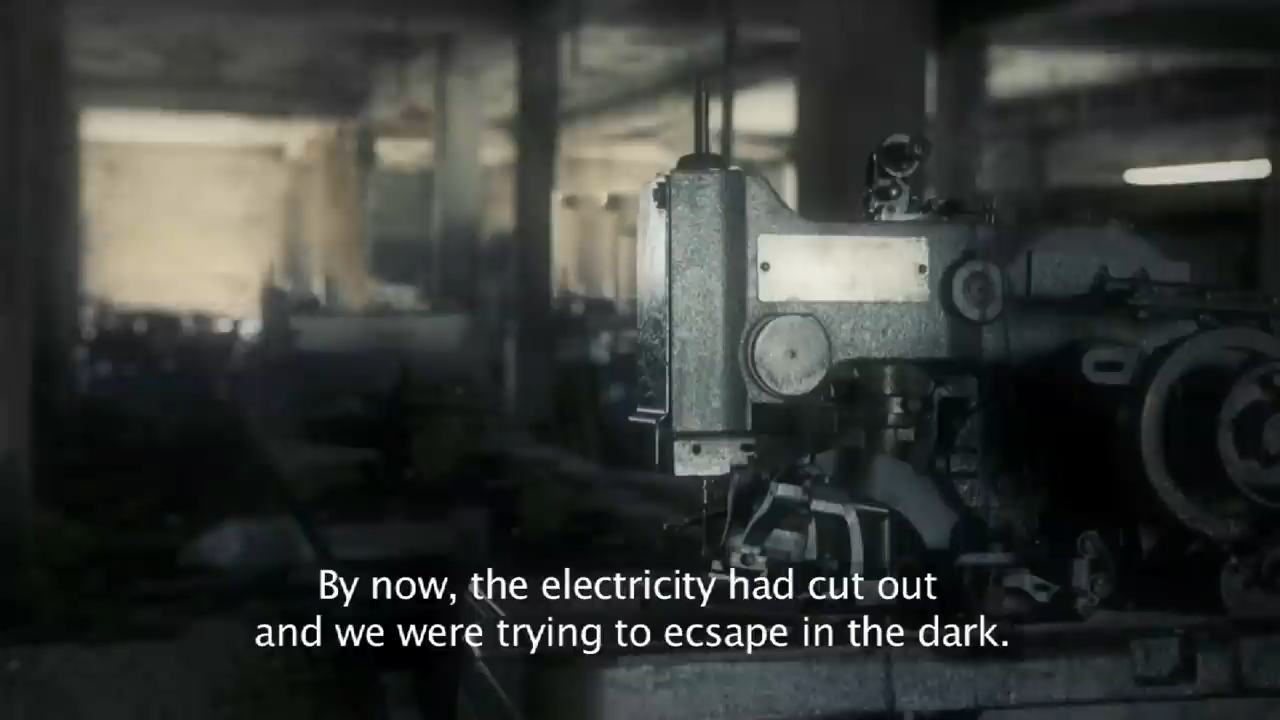 By now, the electricity had cut out
and we were trying to ecsape in the dark.